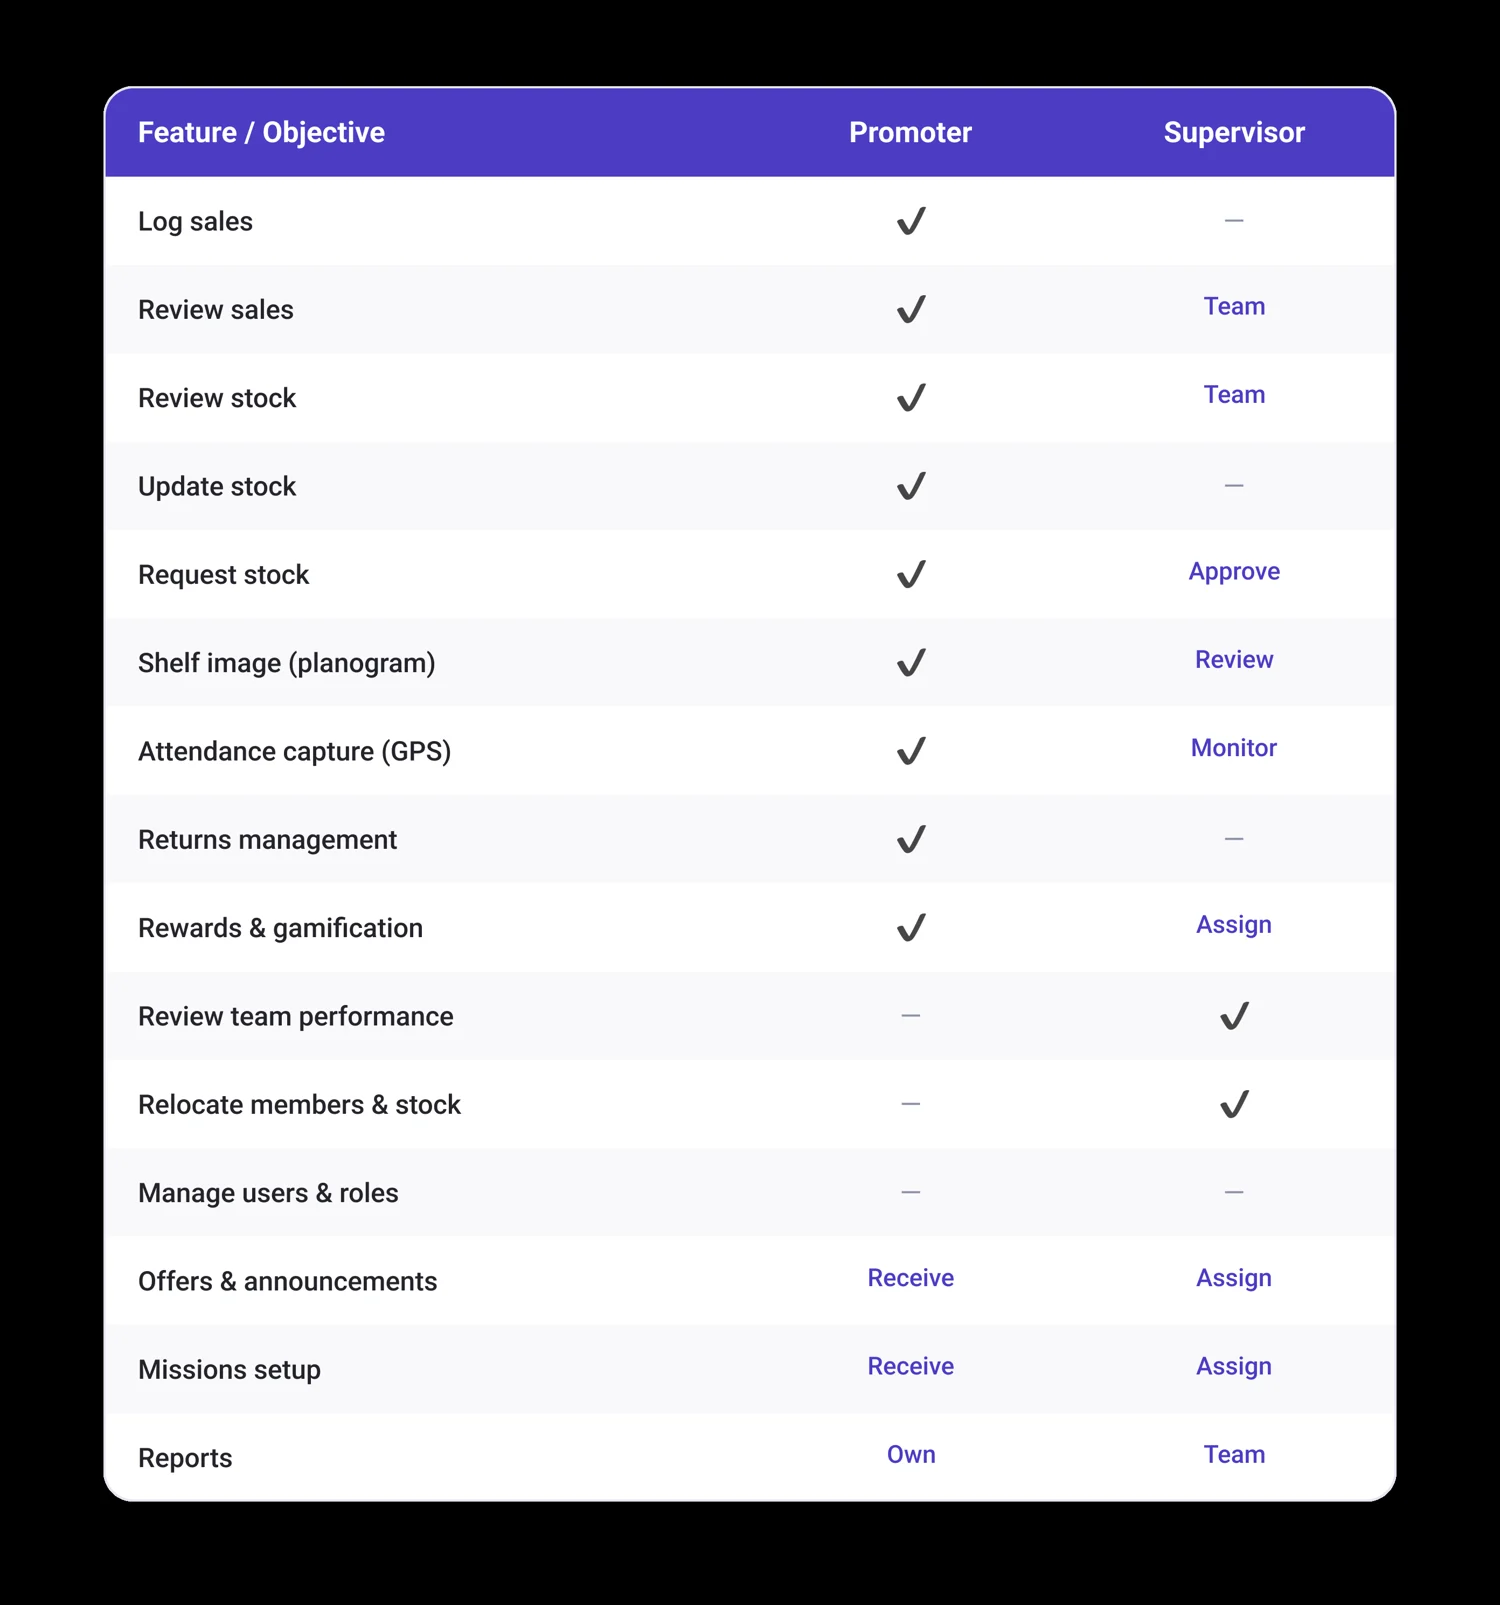 Feature / Objective Promoter Supervisor
Log sales ✓ —
Review sales ✓ Team
Review stock ✓ Team
Update stock ✓ —
Request stock ✓ Approve
Shelf image (planogram) ✓ Review
Attendance capture (GPS) ✓ Monitor
Returns management ✓ —
Rewards & gamification ✓ Assign
Review team performance — ✓
Relocate members & stock — ✓
Manage users & roles — —
Offers & announcements Receive Assign
Missions setup Receive Assign
Reports Own Team